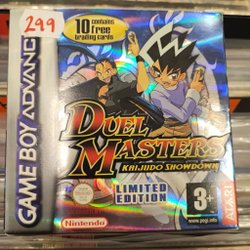 299
10 contains
free
trading cards
GAME BOY ADVANCE
DUEL
MASTERS
KAIJUDO SHOWDOWN
LIMITED
EDITION
Nintendo
3+
www.pegi.info
ATARI